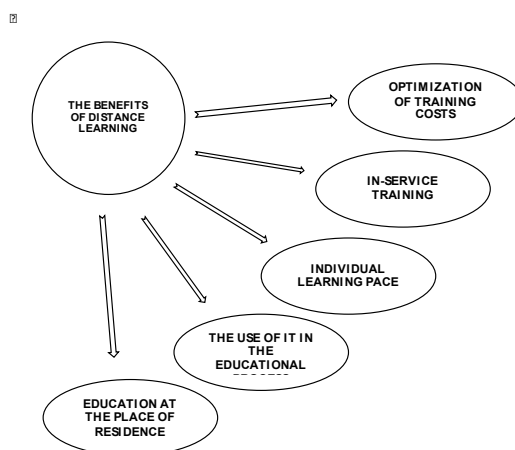 THE BENEFITS
OF DISTANCE
LEARNING
OPTIMIZATION
OF TRAINING
COSTS
IN-SERVICE
TRAINING
INDIVIDUAL
LEARNING PACE
THE USE OF IT IN
THE
EDUCATIONAL
EDUCATION AT
THE PLACE OF
RESIDENCE